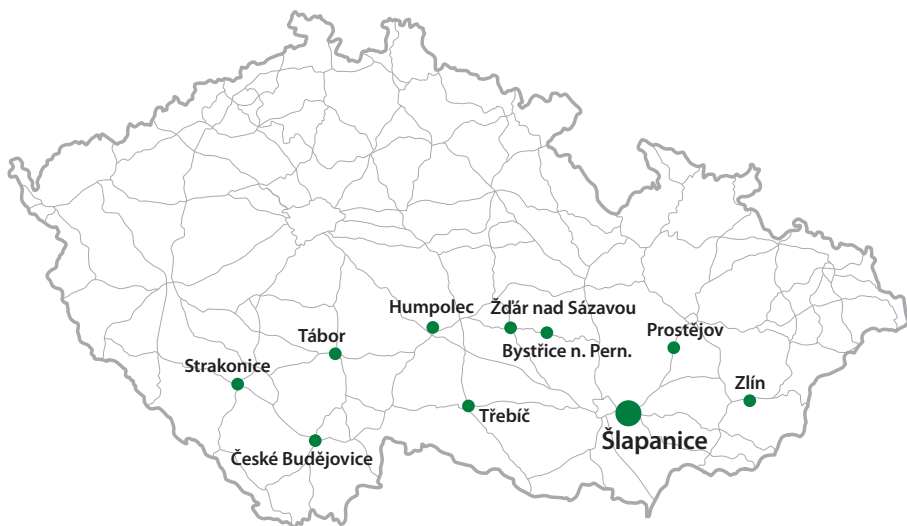 Humpolec
Žďár nad Sázavou
Prostějov
Tábor
Bystřice n. Pern.
Strakonice
Zlín
Třebíč
Šlapanice
České Budějovice